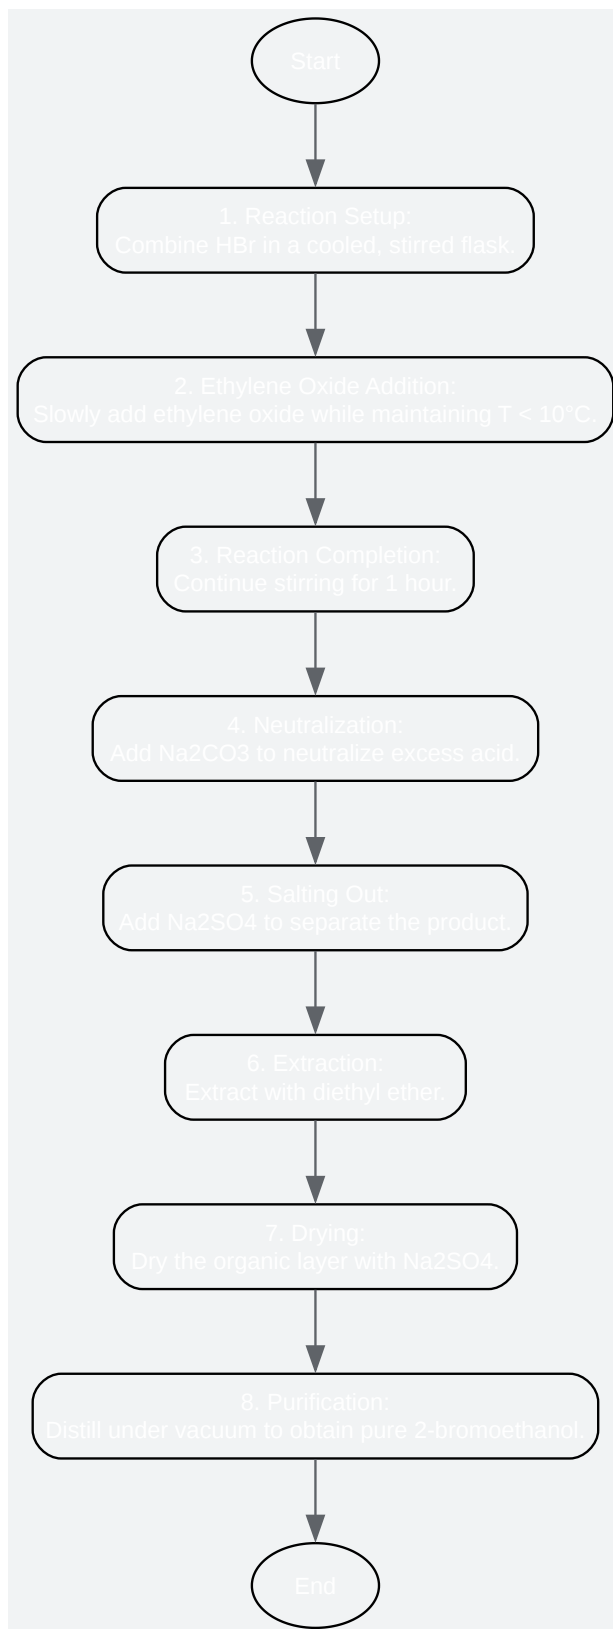 Start
1. Reaction Setup:
Combine HBr in a cooled, stirred flask.
2. Ethylene Oxide Addition:
Slowly add ethylene oxide while maintaining T < 10°C.
3. Reaction Completion:
Continue stirring for 1 hour.
4. Neutralization:
Add Na2CO3 to neutralize excess acid.
5. Salting Out:
Add Na2SO4 to separate the product.
6. Extraction:
Extract with diethyl ether.
7. Drying:
Dry the organic layer with Na2SO4.
8. Purification:
Distill under vacuum to obtain pure 2-bromoethanol.
End